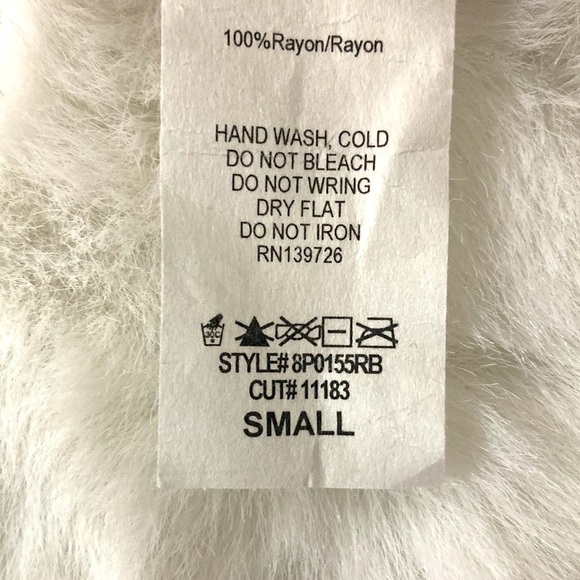 100%Rayon/Rayon
HAND WASH, COLD
DO NOT BLEACH
DO NOT WRING
DRY FLAT
DO NOT IRON
RN139726
30C
STYLE# 8P0155RB
CUT# 11183
SMALL